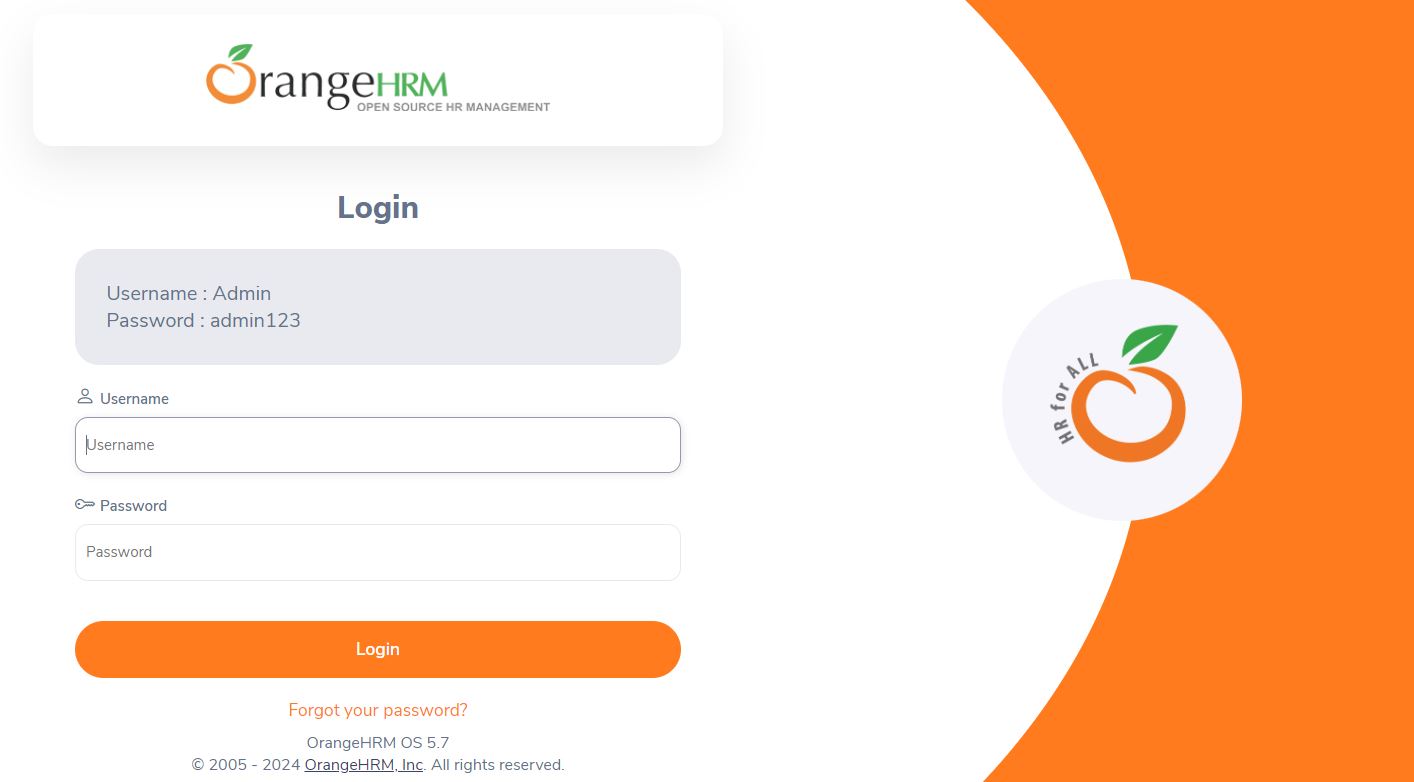 OrangeHRM
OPEN SOURCE HR MANAGEMENT
Login
Username : Admin
Password : admin123
Username
Username
Password
Password
Login
Forgot your password?
OrangeHRM OS 5.7
© 2005 - 2024 OrangeHRM, Inc. All rights reserved.
HR for ALL